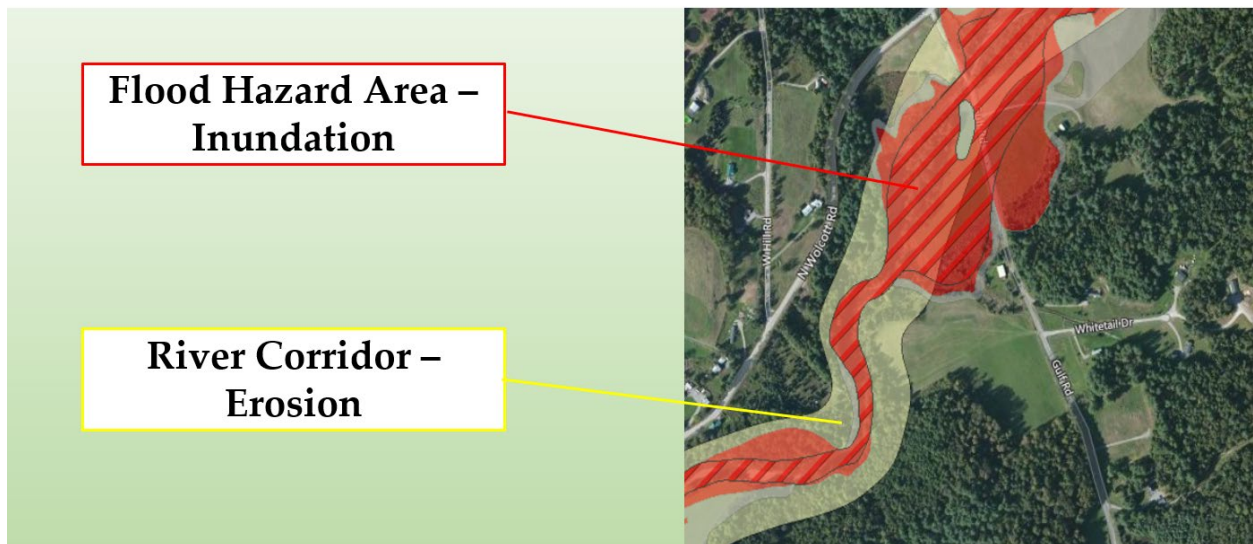 Flood Hazard Area –
Inundation
River Corridor –
Erosion
W Hill Rd
N Wolcott Rd
Whitetail Dr
Gulf Rd